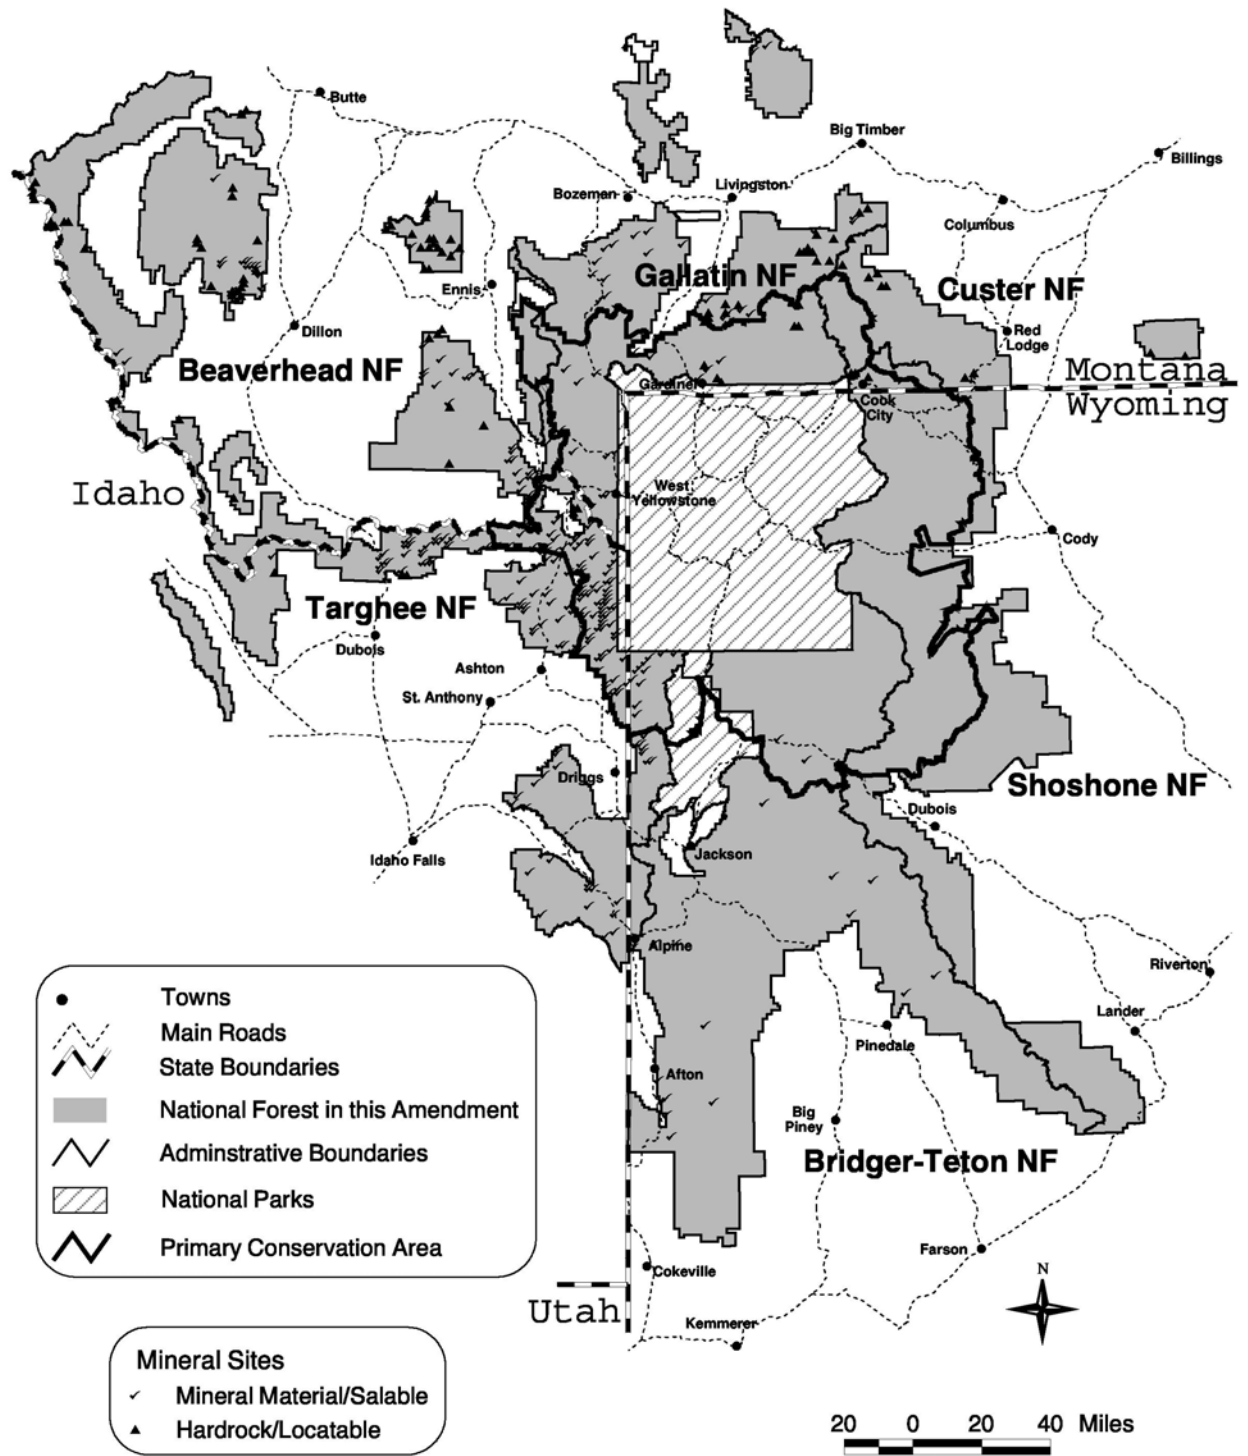 Butte
Big Timber
Billings
Bozeman
Livingston
Columbus
Gallatin NF
Custer NF
Ennis
Dillon
Red
Lodge
Beaverhead NF
Montana
Gardiner
Wyoming
Cook
City
Idaho
West
Yellowstone
Cody
Targhee NF
Dubois
Ashton
St. Anthony
Driggs
Shoshone NF
Dubois
Idaho Falls
Jackson
Alpine
Riverton
Lander
Pinedale
Afton
Big
Piney
Bridger-Teton NF
Farson
Cokeville
Utah
Kemmerer
N
Towns
Main Roads
State Boundaries
National Forest in this Amendment
Adminstrative Boundaries
National Parks
Primary Conservation Area
Mineral Sites
Mineral Material/Salable
Hardrock/Locatable
20 0 20 40 Miles